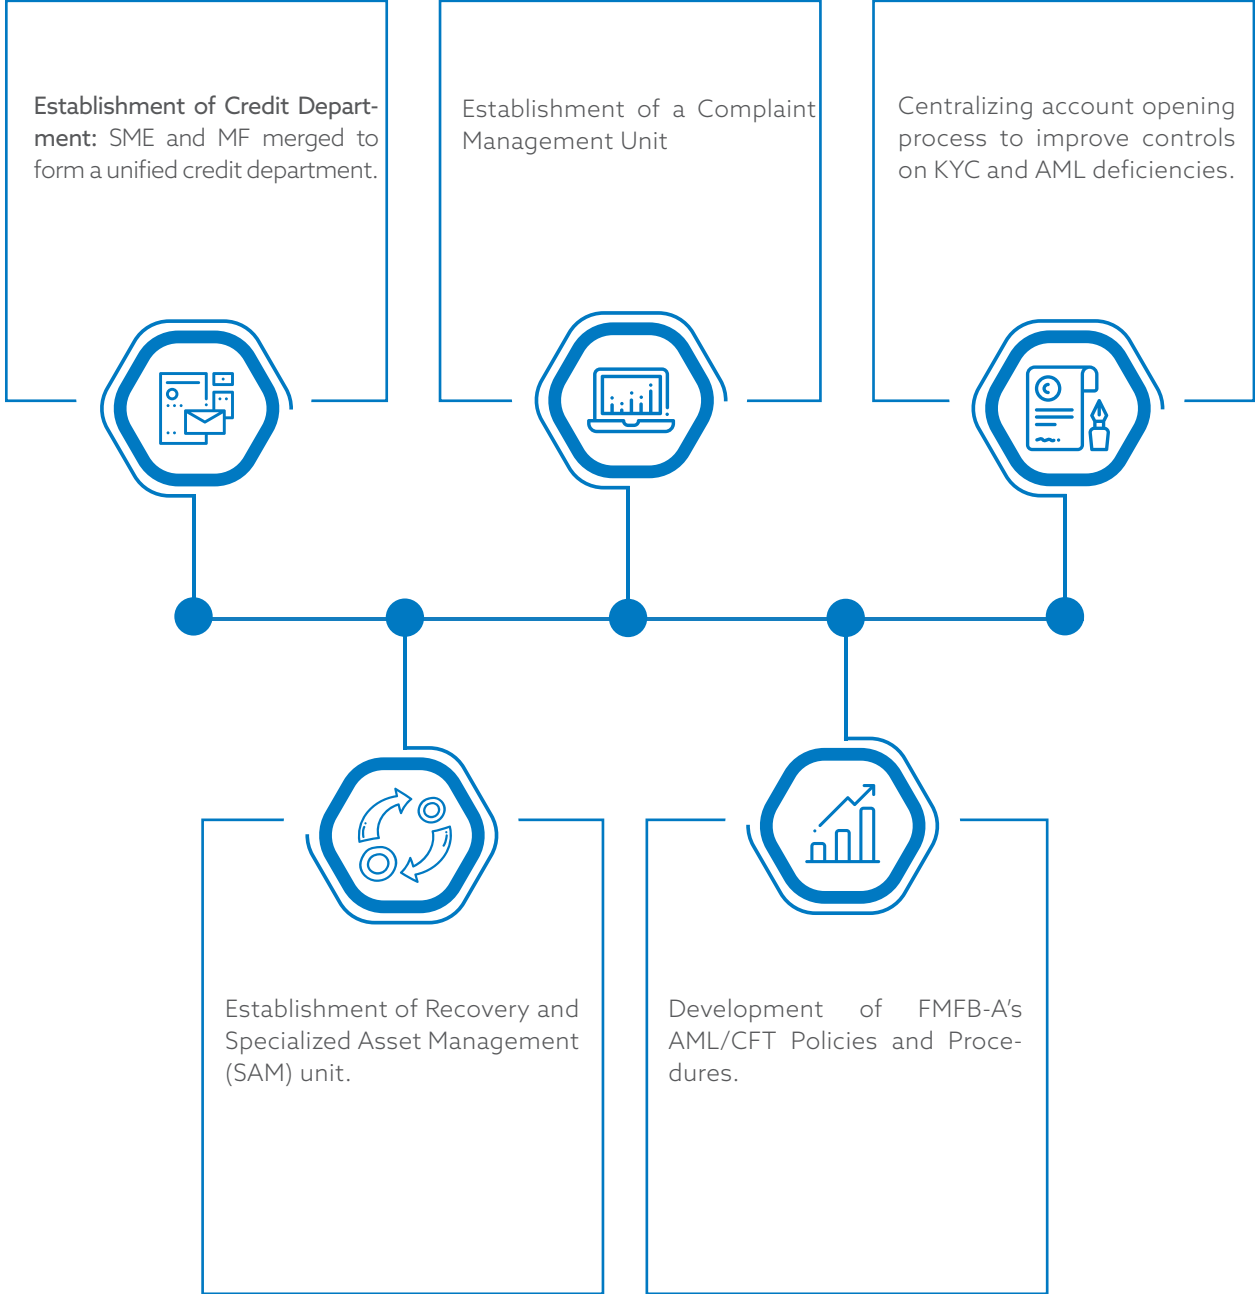 Establishment of Credit Depart-
ment: SME and MF merged to
form a unified credit department.
Establishment of a Complaint
Management Unit
Centralizing account opening
process to improve controls
on KYC and AML deficiencies.
Establishment of Recovery and
Specialized Asset Management
(SAM) unit.
Development of FMFB-A's
AML/CFT Policies and Proce-
dures.